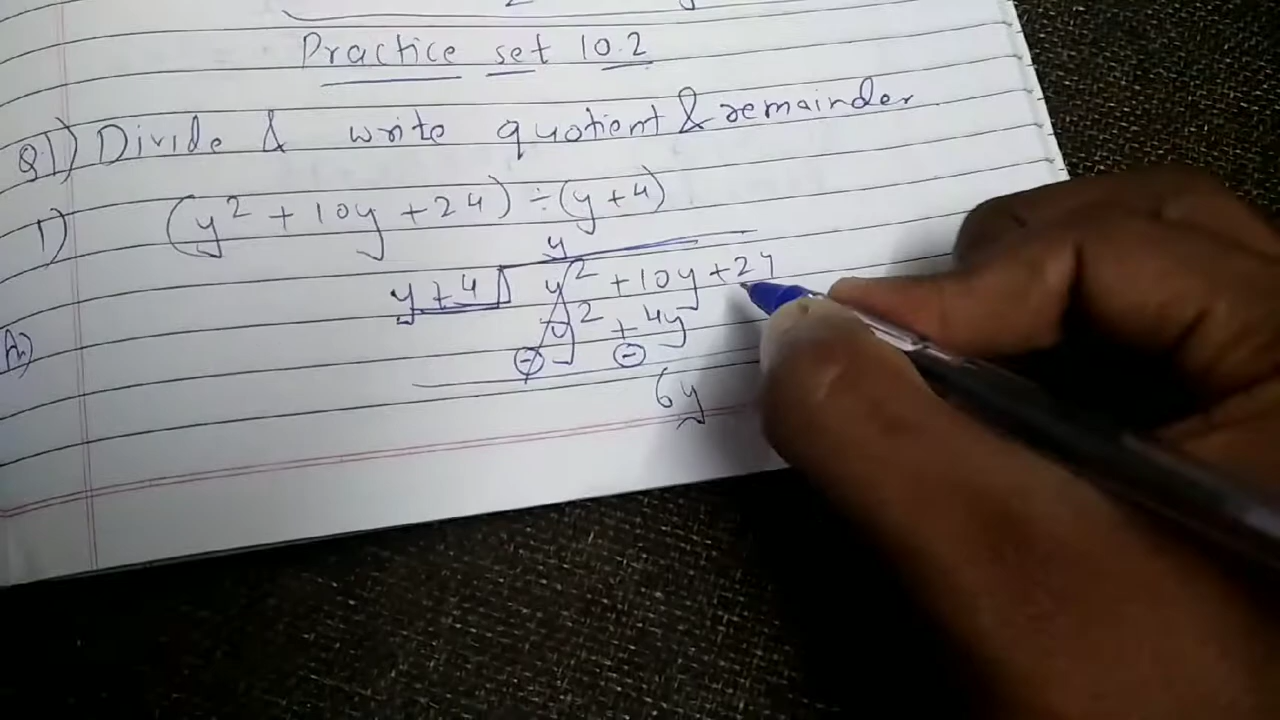 Practice set 10.2
Q1) Divide & write quotient & remainder
1) (y² + 10y + 24) ÷ (y + 4)
y
y + 4 y² + 10y + 24
A) y² + 4y
(-) (-)
6y